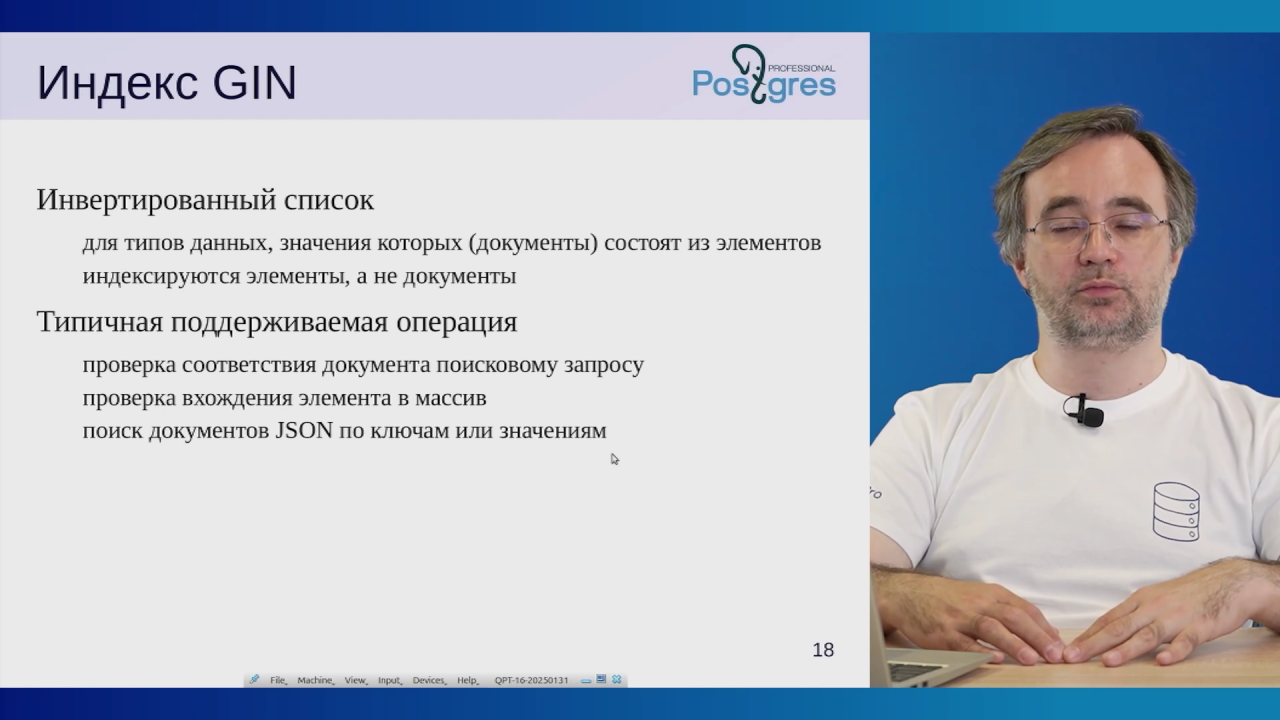 Индекс GIN
PROFESSIONAL
Postgres
Инвертированный список
для типов данных, значения которых (документы) состоят из элементов
индексируются элементы, а не документы
Типичная поддерживаемая операция
проверка соответствия документа поисковому запросу
проверка вхождения элемента в массив
поиск документов JSON по ключам или значениям
18
File Machine View Input Devices Help QPT-16-20250131